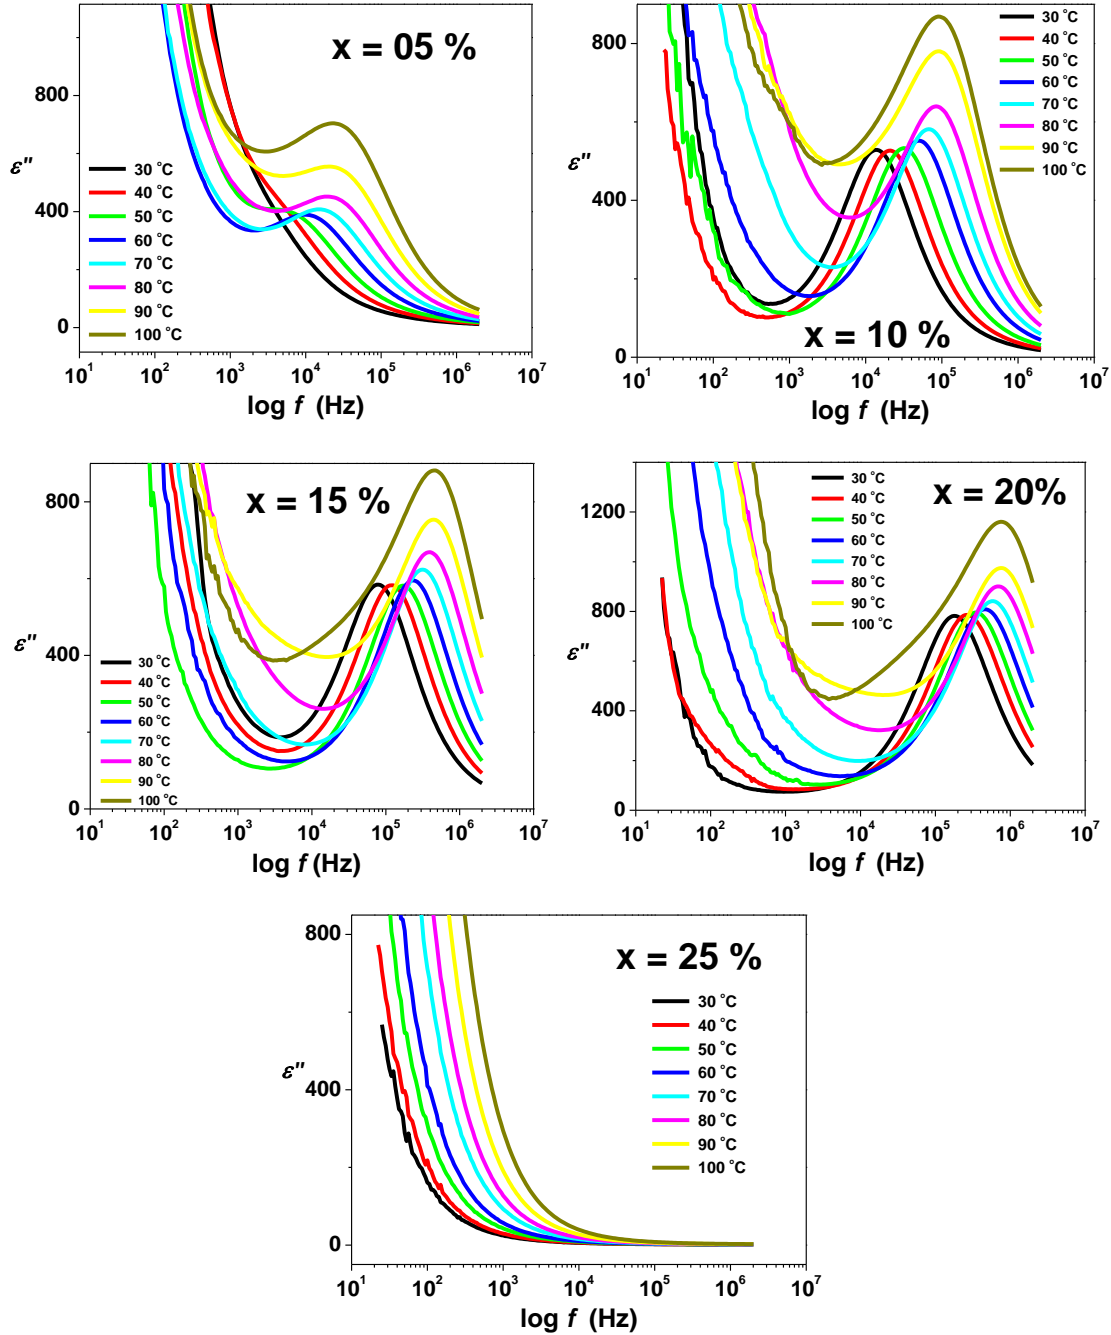 x = 05 %
800
400
0
ε''
30 °C
40 °C
50 °C
60 °C
70 °C
80 °C
90 °C
100 °C
10¹ 10² 10³ 10⁴ 10⁵ 10⁶ 10⁷
log f (Hz)
800
400
0
ε''
30 °C
40 °C
50 °C
60 °C
70 °C
80 °C
90 °C
100 °C
x = 10 %
10¹ 10² 10³ 10⁴ 10⁵ 10⁶ 10⁷
log f (Hz)
x = 15 %
800
400
0
ε''
30 °C
40 °C
50 °C
60 °C
70 °C
80 °C
90 °C
100 °C
10¹ 10² 10³ 10⁴ 10⁵ 10⁶ 10⁷
log f (Hz)
x = 20%
1200
800
400
0
ε''
30 °C
40 °C
50 °C
60 °C
70 °C
80 °C
90 °C
100 °C
10¹ 10² 10³ 10⁴ 10⁵ 10⁶ 10⁷
log f (Hz)
x = 25 %
800
400
0
ε''
30 °C
40 °C
50 °C
60 °C
70 °C
80 °C
90 °C
100 °C
10¹ 10² 10³ 10⁴ 10⁵ 10⁶ 10⁷
log f (Hz)